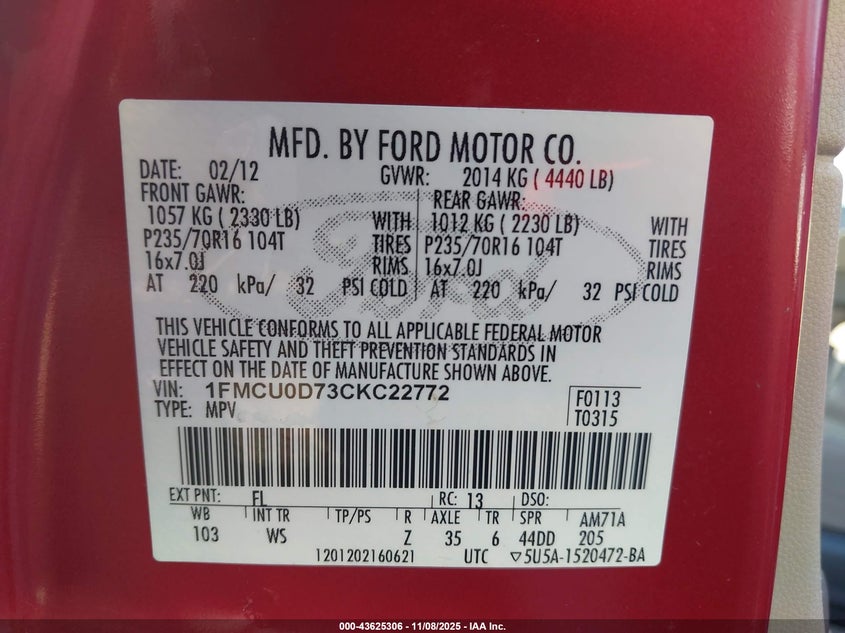 MFD. BY FORD MOTOR CO.
DATE: 02/12 GVWR: 2014 KG ( 4440 LB)
FRONT GAWR: REAR GAWR:
1057 KG ( 2330 LB) WITH 1012 KG ( 2230 LB) WITH
P235/70R16 104T TIRES P235/70R16 104T TIRES
16x7.0J RIMS 16x7.0J RIMS
AT 220 kPa/ 32 PSI COLD AT 220 kPa/ 32 PSI COLD
Ford
THIS VEHICLE CONFORMS TO ALL APPLICABLE FEDERAL MOTOR
VEHICLE SAFETY AND THEFT PREVENTION STANDARDS IN
EFFECT ON THE DATE OF MANUFACTURE SHOWN ABOVE.
VIN: 1FMCU0D73CKC22772 F0113
TYPE: MPV T0315
EXT PNT: FL RC: 13 DSO:
WB INT TR TP/PS R AXLE TR SPR AM71A
103 WS Z 35 6 44DD 205
1201202160621 UTC ▽5U5A-1520472-BA
000-43625306 - 11/08/2025 - IAA Inc.